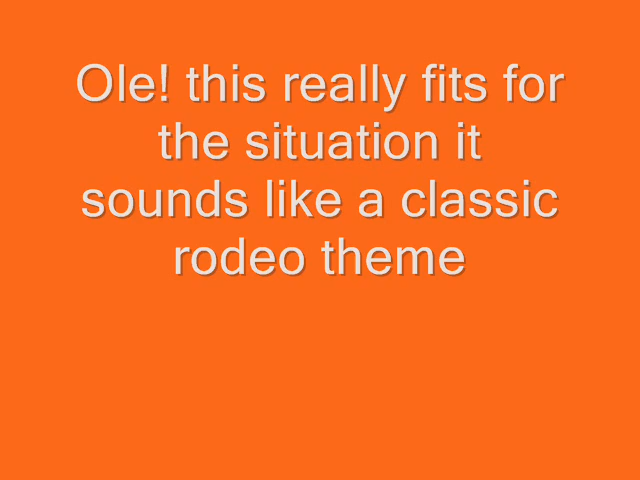 Ole! this really fits for
the situation it
sounds like a classic
rodeo theme